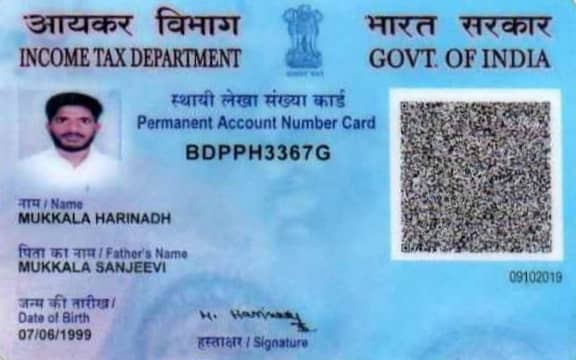 आयकर विभाग
INCOME TAX DEPARTMENT
भारत सरकार
GOVT. OF INDIA
स्थायी लेखा संख्या कार्ड
Permanent Account Number Card
BDPPH3367G
नाम / Name
MUKKALA HARINADH
पिता का नाम / Father's Name
MUKKALA SANJEEVI
जन्म की तारीख /
Date of Birth
07/06/1999
09102019
M. Harinadh
हस्ताक्षर / Signature